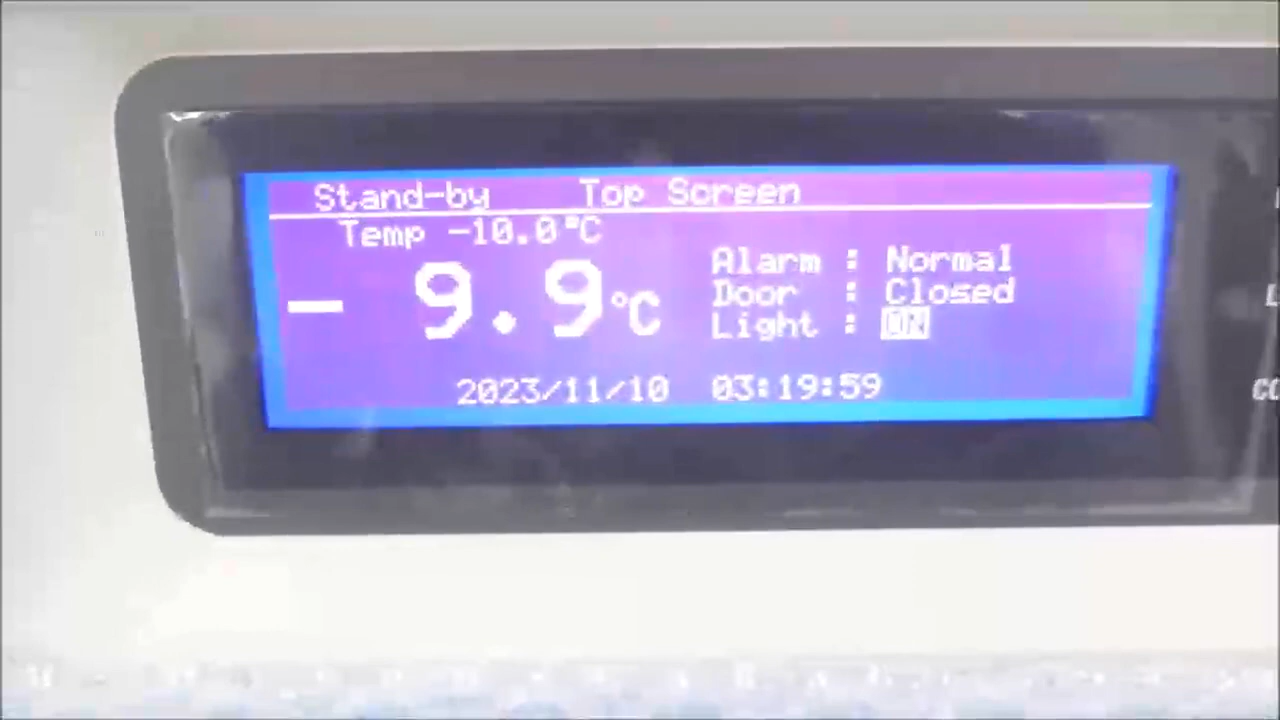 Stand-by Top Screen
Temp -10.0°C
- 9.9°C
Alarm : Normal
Door : Closed
Light : ON
2023/11/10 03:19:59